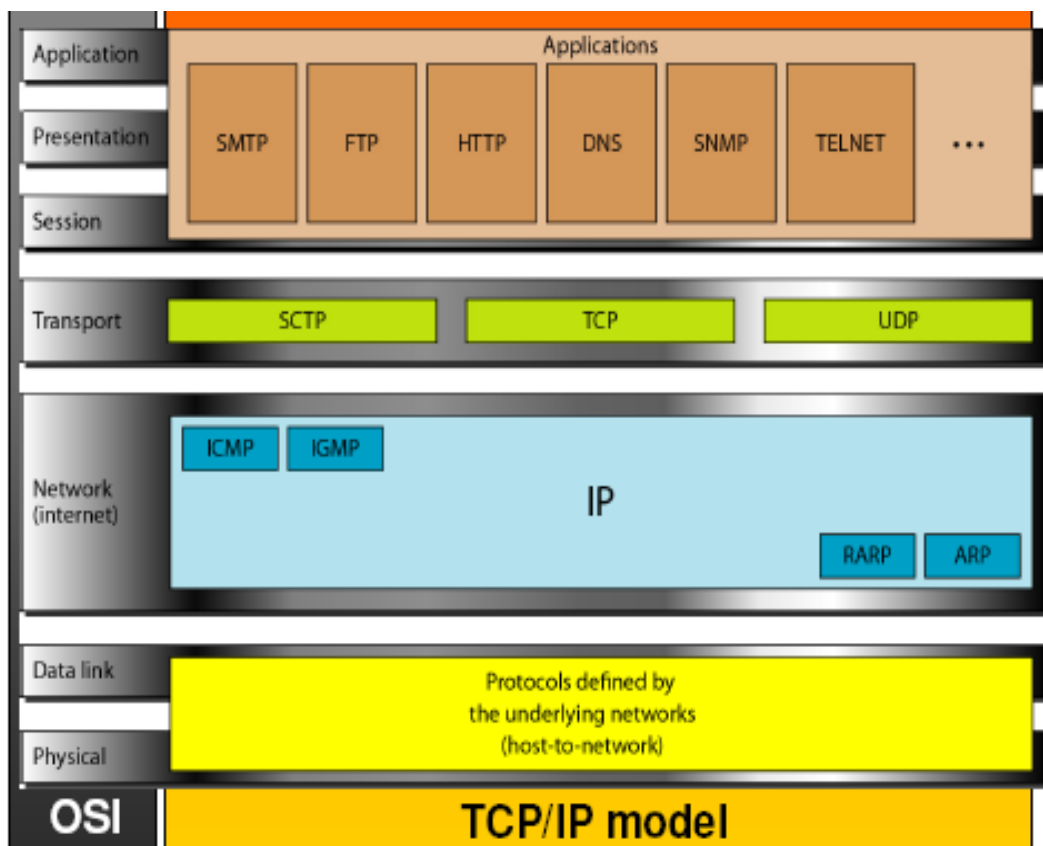 Application
Applications
Presentation
SMTP
FTP
HTTP
DNS
SNMP
TELNET
...
Session
Transport
SCTP
TCP
UDP
Network
(internet)
ICMP
IGMP
IP
RARP
ARP
Data link
Protocols defined by
the underlying networks
(host-to-network)
Physical
OSI
TCP/IP model